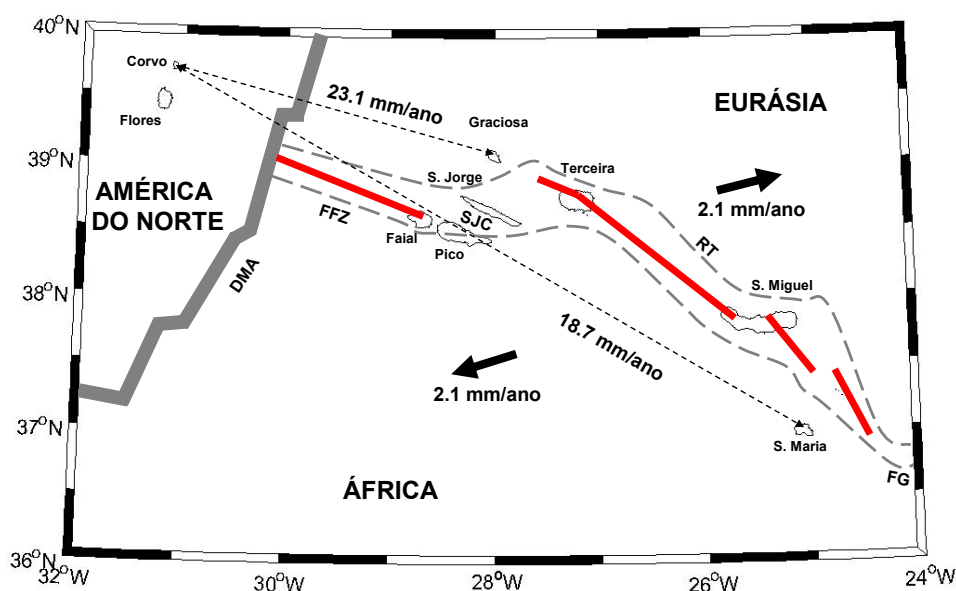 40°N
Corvo
Flores
23.1 mm/ano
Graciosa
EURÁSIA
39°N
AMÉRICA
DO NORTE
S. Jorge
Terceira
2.1 mm/ano
FFZ
SJC
Faial
Pico
RT
DMA
S. Miguel
38°N
18.7 mm/ano
2.1 mm/ano
37°N
S. Maria
FG
ÁFRICA
36°N
32°W
30°W
28°W
26°W
24°W